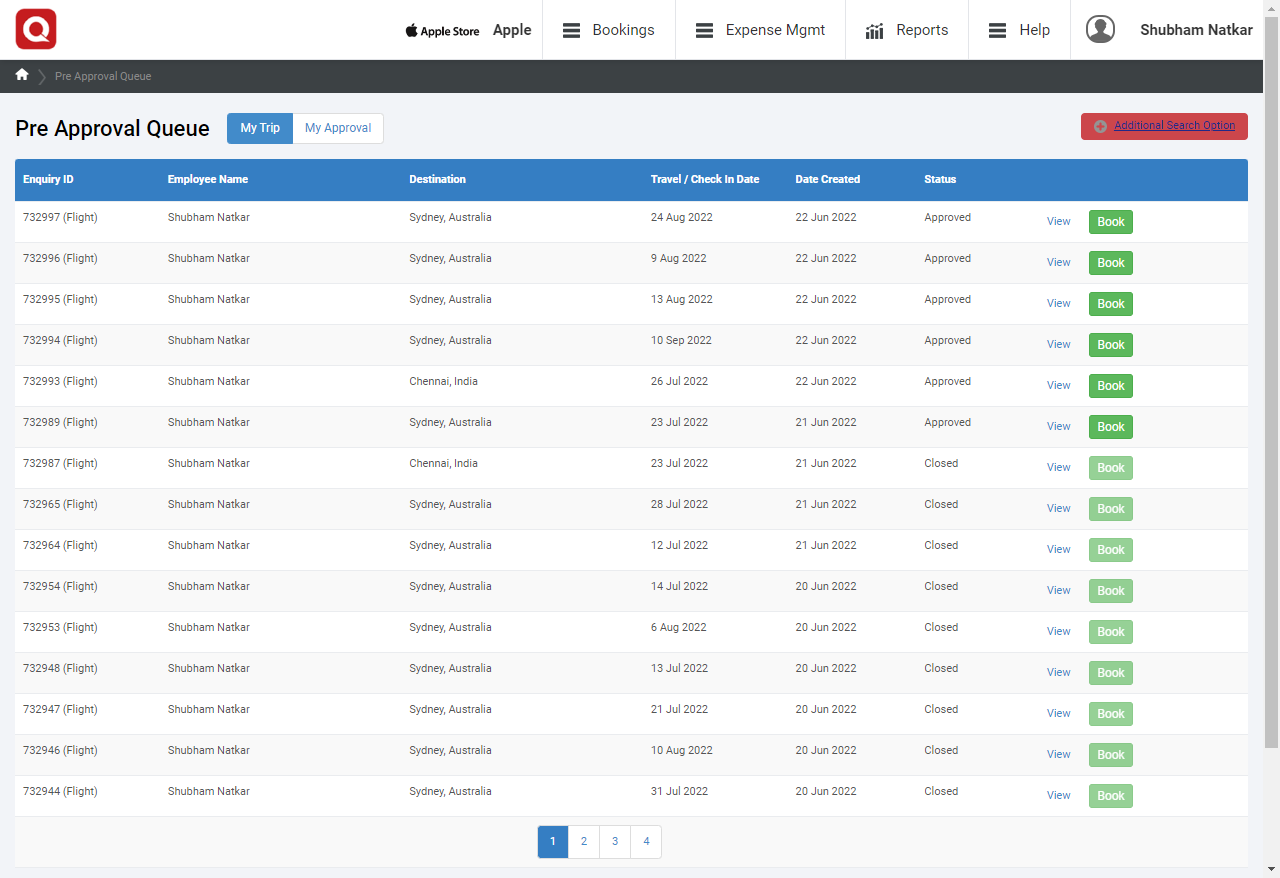 Apple Store Apple Bookings Expense Mgmt Reports Help Shubham Natkar
Pre Approval Queue
Pre Approval Queue My Trip My Approval Additional Search Option
Enquiry ID Employee Name Destination Travel / Check In Date Date Created Status
732997 (Flight) Shubham Natkar Sydney, Australia 24 Aug 2022 22 Jun 2022 Approved View Book
732996 (Flight) Shubham Natkar Sydney, Australia 9 Aug 2022 22 Jun 2022 Approved View Book
732995 (Flight) Shubham Natkar Sydney, Australia 13 Aug 2022 22 Jun 2022 Approved View Book
732994 (Flight) Shubham Natkar Sydney, Australia 10 Sep 2022 22 Jun 2022 Approved View Book
732993 (Flight) Shubham Natkar Chennai, India 26 Jul 2022 22 Jun 2022 Approved View Book
732989 (Flight) Shubham Natkar Sydney, Australia 23 Jul 2022 21 Jun 2022 Approved View Book
732987 (Flight) Shubham Natkar Chennai, India 23 Jul 2022 21 Jun 2022 Closed View Book
732965 (Flight) Shubham Natkar Sydney, Australia 28 Jul 2022 21 Jun 2022 Closed View Book
732964 (Flight) Shubham Natkar Sydney, Australia 12 Jul 2022 21 Jun 2022 Closed View Book
732954 (Flight) Shubham Natkar Sydney, Australia 14 Jul 2022 20 Jun 2022 Closed View Book
732953 (Flight) Shubham Natkar Sydney, Australia 6 Aug 2022 20 Jun 2022 Closed View Book
732948 (Flight) Shubham Natkar Sydney, Australia 13 Jul 2022 20 Jun 2022 Closed View Book
732947 (Flight) Shubham Natkar Sydney, Australia 21 Jul 2022 20 Jun 2022 Closed View Book
732946 (Flight) Shubham Natkar Sydney, Australia 10 Aug 2022 20 Jun 2022 Closed View Book
732944 (Flight) Shubham Natkar Sydney, Australia 31 Jul 2022 20 Jun 2022 Closed View Book
1 2 3 4